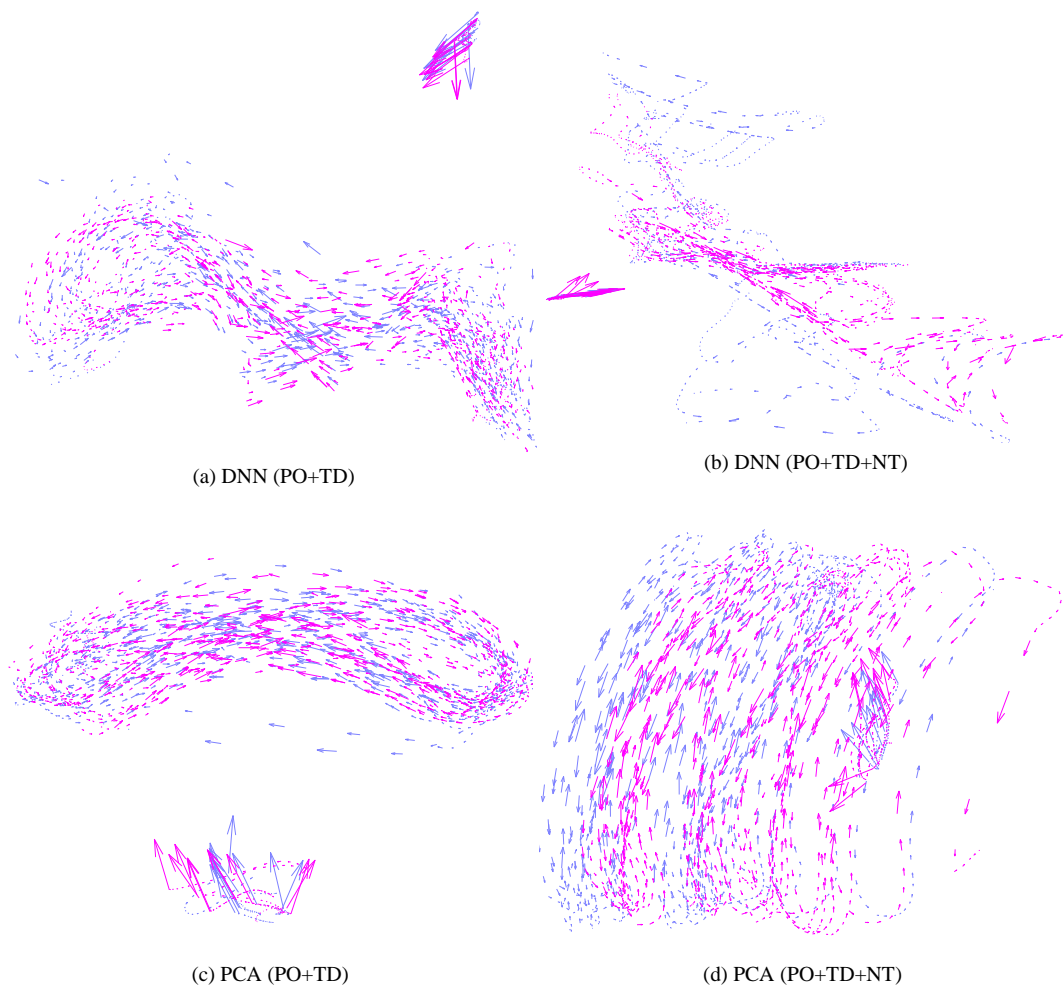 (a) DNN (PO+TD)
(b) DNN (PO+TD+NT)
(c) PCA (PO+TD)
(d) PCA (PO+TD+NT)